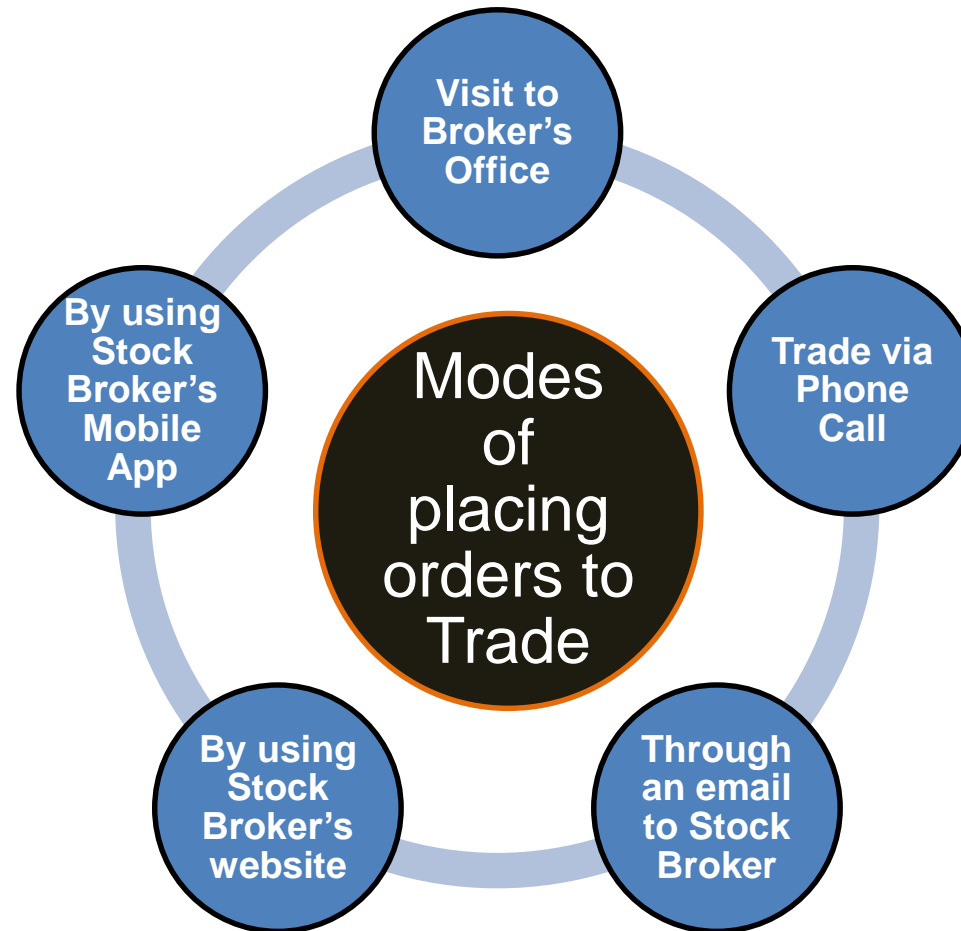 Visit to
Broker’s
Office
Trade via
Phone
Call
Through
an email
to Stock
Broker
By using
Stock
Broker’s
website
By using
Stock
Broker’s
Mobile
App
Modes
of
placing
orders to
Trade